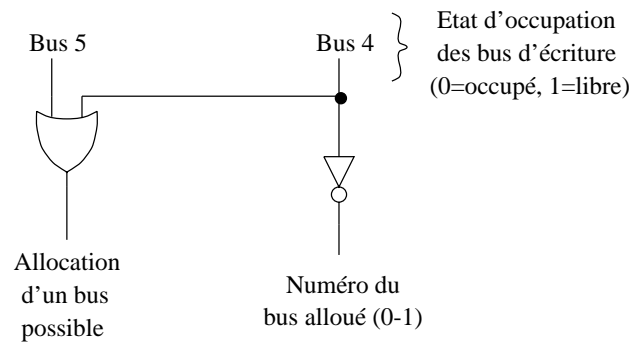 Bus 5
Bus 4
Etat d'occupation
des bus d'écriture
(0=occupé, 1=libre)
Allocation
d'un bus
possible
Numéro du
bus alloué (0-1)